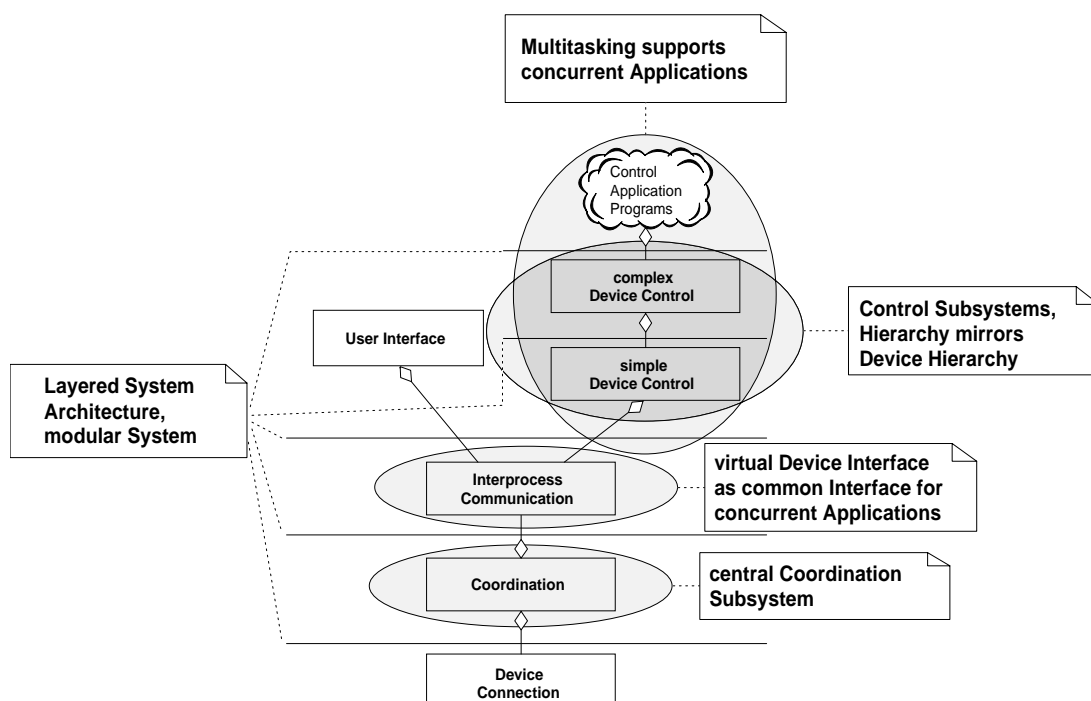 Multitasking supports
concurrent Applications
Control
Application
Programs
complex
Device Control
User Interface
Control Subsystems,
Hierarchy mirrors
Device Hierarchy
simple
Device Control
Layered System
Architecture,
modular System
Interprocess
Communication
virtual Device Interface
as common Interface for
concurrent Applications
Coordination
central Coordination
Subsystem
Device
Connection